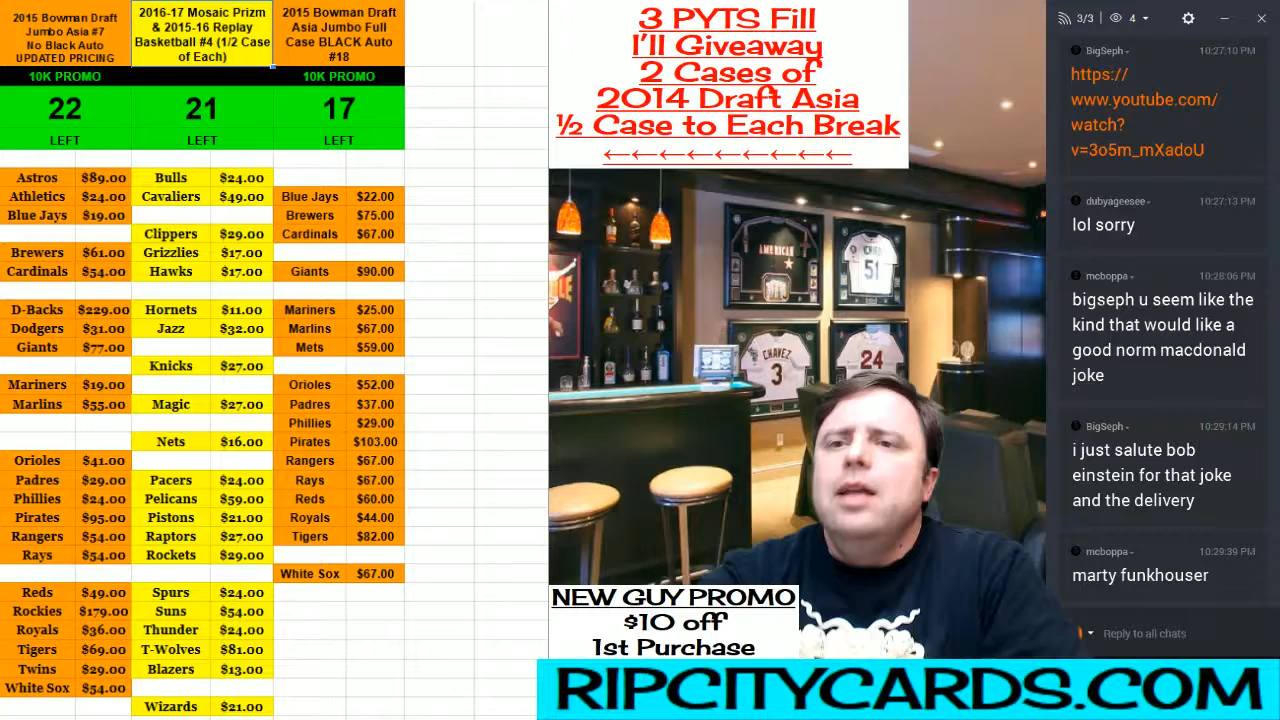 2015 Bowman Draft
Jumbo Asia #7
No Black Auto
UPDATED PRICING
10K PROMO
22
LEFT
Astros $89.00
Athletics $24.00
Blue Jays $19.00
Brewers $61.00
Cardinals $54.00
D-Backs $229.00
Dodgers $31.00
Giants $77.00
Mariners $19.00
Marlins $55.00
Orioles $41.00
Padres $29.00
Phillies $24.00
Pirates $95.00
Rangers $54.00
Rays $54.00
Reds $49.00
Rockies $179.00
Royals $36.00
Tigers $69.00
Twins $29.00
White Sox $54.00
2016-17 Mosaic Prizm
& 2015-16 Replay
Basketball #4 (1/2 Case
of Each)
21
LEFT
Bulls $24.00
Cavaliers $49.00
Clippers $29.00
Grizzlies $17.00
Hawks $17.00
Hornets $11.00
Jazz $32.00
Knicks $27.00
Magic $27.00
Nets $16.00
Pacers $24.00
Pelicans $59.00
Pistons $21.00
Raptors $27.00
Rockets $29.00
Spurs $24.00
Suns $54.00
Thunder $24.00
T-Wolves $81.00
Blazers $13.00
Wizards $21.00
2015 Bowman Draft
Asia Jumbo Full
Case BLACK Auto
#18
10K PROMO
17
LEFT
Blue Jays $22.00
Brewers $75.00
Cardinals $67.00
Giants $90.00
Mariners $25.00
Marlins $67.00
Mets $59.00
Orioles $52.00
Padres $37.00
Phillies $29.00
Pirates $103.00
Rangers $67.00
Rays $67.00
Reds $60.00
Royals $44.00
Tigers $82.00
White Sox $67.00
3 PYTS Fill
I'll Giveaway
2 Cases of
2014 Draft Asia
½ Case to Each Break
←←←←←←←←←
AMERICAN
51
CHAVEZ
3
24
NEW GUY PROMO
$10 off
1st Purchase
RIPCITYCARDS.COM
3/3 4
BigSeph 10:27:10 PM
https://
www.youtube.com/
watch?
v=3o5m_mXadoU
dubyageesee 10:27:13 PM
lol sorry
mcboppa 10:28:06 PM
bigseph u seem like the
kind that would like a
good norm macdonald
joke
BigSeph 10:29:14 PM
i just salute bob
einstein for that joke
and the delivery
mcboppa 10:29:39 PM
marty funkhouser
Reply to all chats